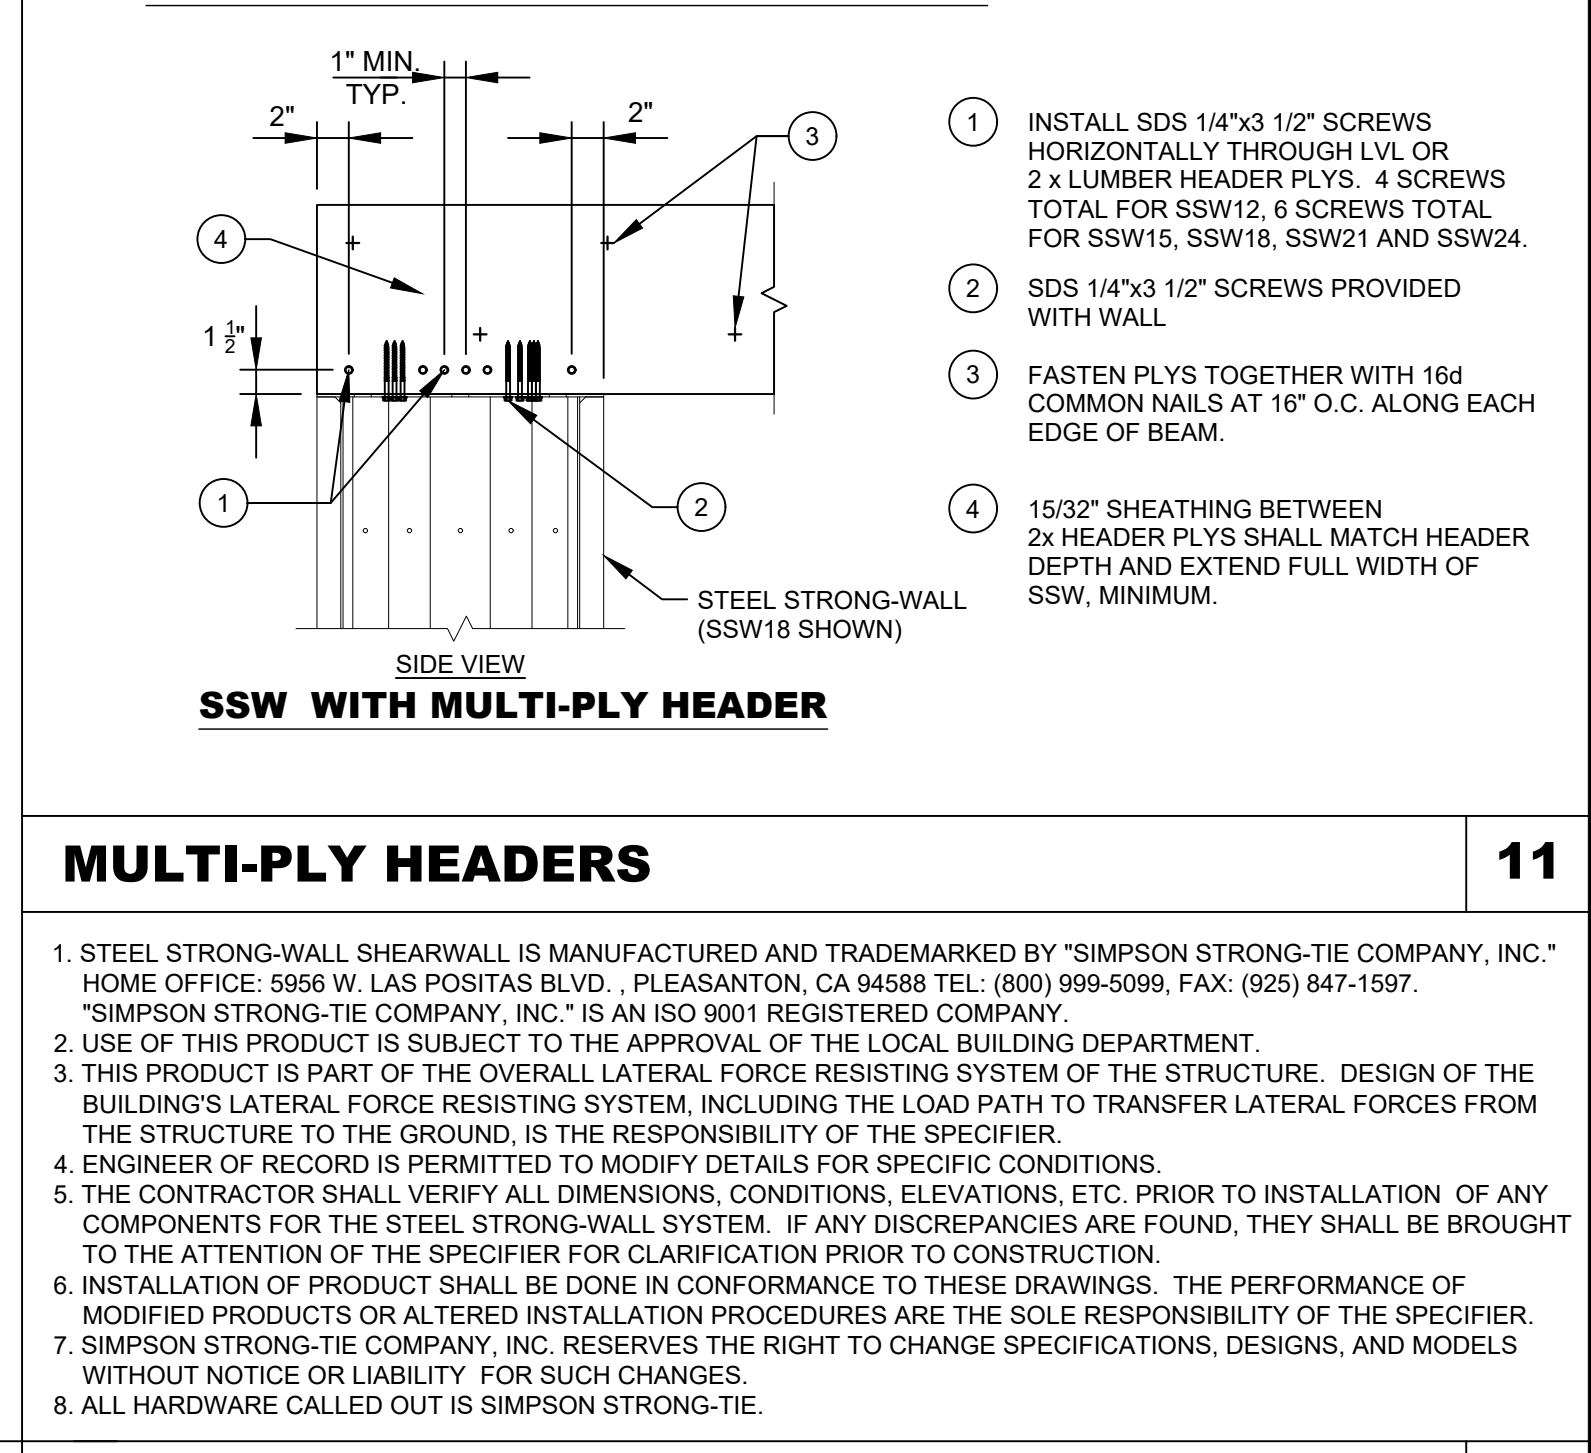 1" MIN.
TYP.
2"
2"
3
4
1 1/2"
1
2
STEEL STRONG-WALL
(SSW18 SHOWN)
SIDE VIEW
SSW WITH MULTI-PLY HEADER
1 INSTALL SDS 1/4"x3 1/2" SCREWS
HORIZONTALLY THROUGH LVL OR
2 x LUMBER HEADER PLYS. 4 SCREWS
TOTAL FOR SSW12, 6 SCREWS TOTAL
FOR SSW15, SSW18, SSW21 AND SSW24.
2 SDS 1/4"x3 1/2" SCREWS PROVIDED
WITH WALL
3 FASTEN PLYS TOGETHER WITH 16d
COMMON NAILS AT 16" O.C. ALONG EACH
EDGE OF BEAM.
4 15/32" SHEATHING BETWEEN
2x HEADER PLYS SHALL MATCH HEADER
DEPTH AND EXTEND FULL WIDTH OF
SSW, MINIMUM.
MULTI-PLY HEADERS
11
1. STEEL STRONG-WALL SHEARWALL IS MANUFACTURED AND TRADEMARKED BY "SIMPSON STRONG-TIE COMPANY, INC."
HOME OFFICE: 5956 W. LAS POSITAS BLVD. , PLEASANTON, CA 94588 TEL: (800) 999-5099, FAX: (925) 847-1597.
"SIMPSON STRONG-TIE COMPANY, INC." IS AN ISO 9001 REGISTERED COMPANY.
2. USE OF THIS PRODUCT IS SUBJECT TO THE APPROVAL OF THE LOCAL BUILDING DEPARTMENT.
3. THIS PRODUCT IS PART OF THE OVERALL LATERAL FORCE RESISTING SYSTEM OF THE STRUCTURE. DESIGN OF THE
BUILDING'S LATERAL FORCE RESISTING SYSTEM, INCLUDING THE LOAD PATH TO TRANSFER LATERAL FORCES FROM
THE STRUCTURE TO THE GROUND, IS THE RESPONSIBILITY OF THE SPECIFIER.
4. ENGINEER OF RECORD IS PERMITTED TO MODIFY DETAILS FOR SPECIFIC CONDITIONS.
5. THE CONTRACTOR SHALL VERIFY ALL DIMENSIONS, CONDITIONS, ELEVATIONS, ETC. PRIOR TO INSTALLATION OF ANY
COMPONENTS FOR THE STEEL STRONG-WALL SYSTEM. IF ANY DISCREPANCIES ARE FOUND, THEY SHALL BE BROUGHT
TO THE ATTENTION OF THE SPECIFIER FOR CLARIFICATION PRIOR TO CONSTRUCTION.
6. INSTALLATION OF PRODUCT SHALL BE DONE IN CONFORMANCE TO THESE DRAWINGS. THE PERFORMANCE OF
MODIFIED PRODUCTS OR ALTERED INSTALLATION PROCEDURES ARE THE SOLE RESPONSIBILITY OF THE SPECIFIER.
7. SIMPSON STRONG-TIE COMPANY, INC. RESERVES THE RIGHT TO CHANGE SPECIFICATIONS, DESIGNS, AND MODELS
WITHOUT NOTICE OR LIABILITY FOR SUCH CHANGES.
8. ALL HARDWARE CALLED OUT IS SIMPSON STRONG-TIE.